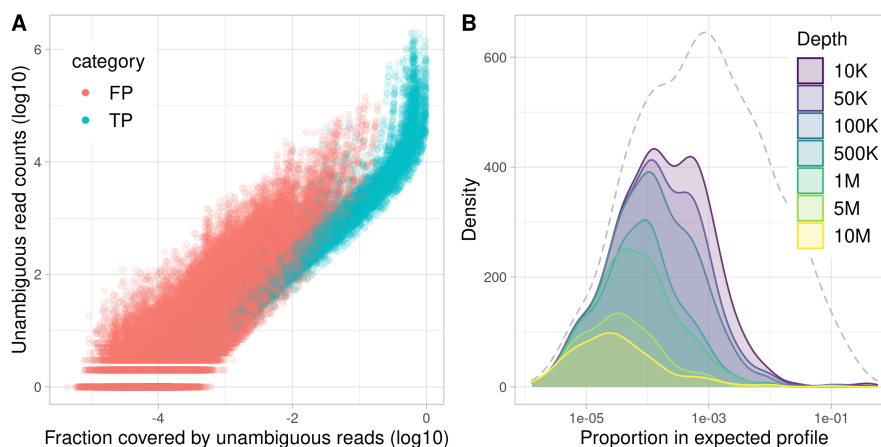 A
category
FP
TP
6
4
2
0
-4
-2
0
Unambiguous read counts (log10)
Fraction covered by unambiguous reads (log10)
B
Depth
10K
50K
100K
500K
1M
5M
10M
600
400
200
0
1e-05
1e-03
1e-01
Density
Proportion in expected profile